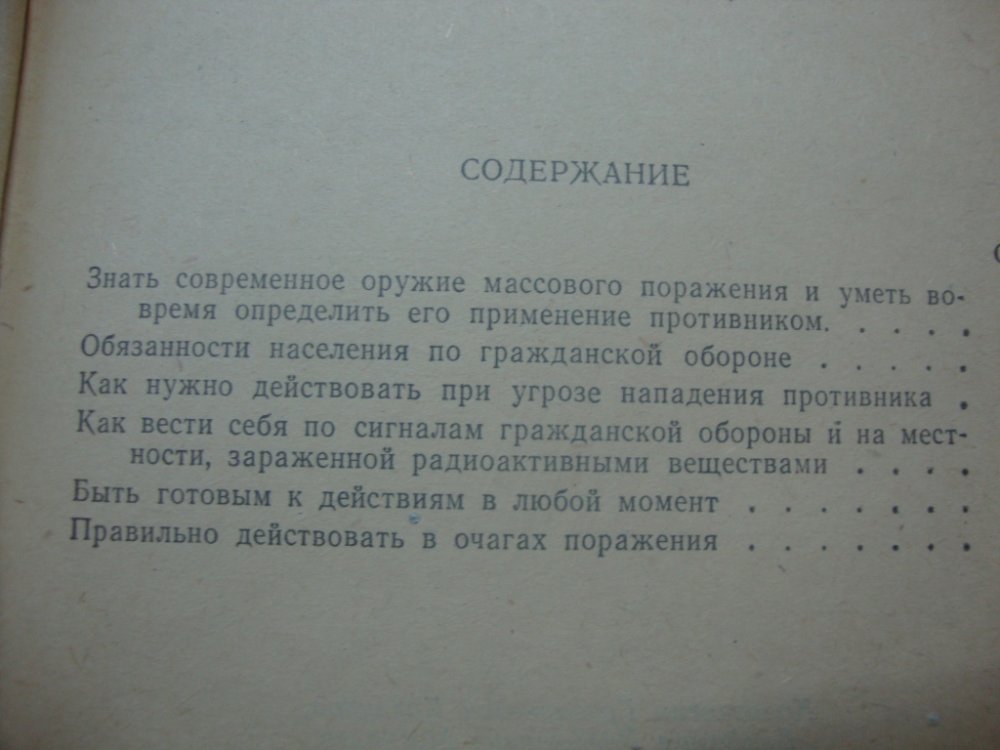 СОДЕРЖАНИЕ
Знать современное оружие массового поражения и уметь во-
время определить его применение противником. . . . .
Обязанности населения по гражданской обороне . . . . .
Как нужно действовать при угрозе нападения противника .
Как вести себя по сигналам гражданской обороны и на мест-
ности, зараженной радиоактивными веществами . . . .
Быть готовым к действиям в любой момент . . . . . . .
Правильно действовать в очагах поражения . . . . . . .